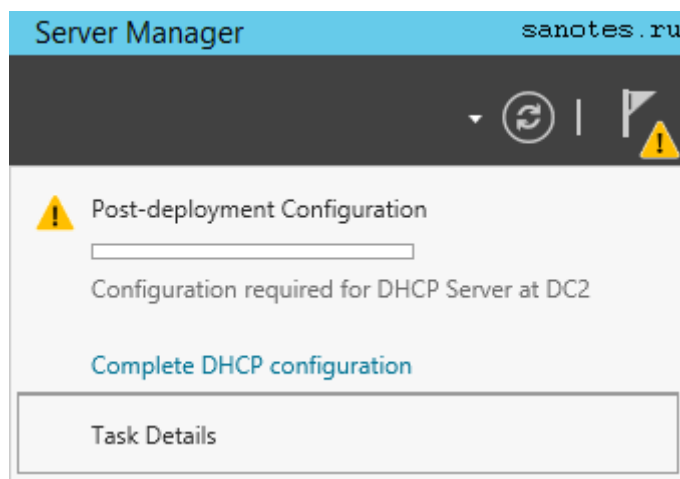 Server Manager sanotes.ru
Post-deployment Configuration
Configuration required for DHCP Server at DC2
Complete DHCP configuration
Task Details